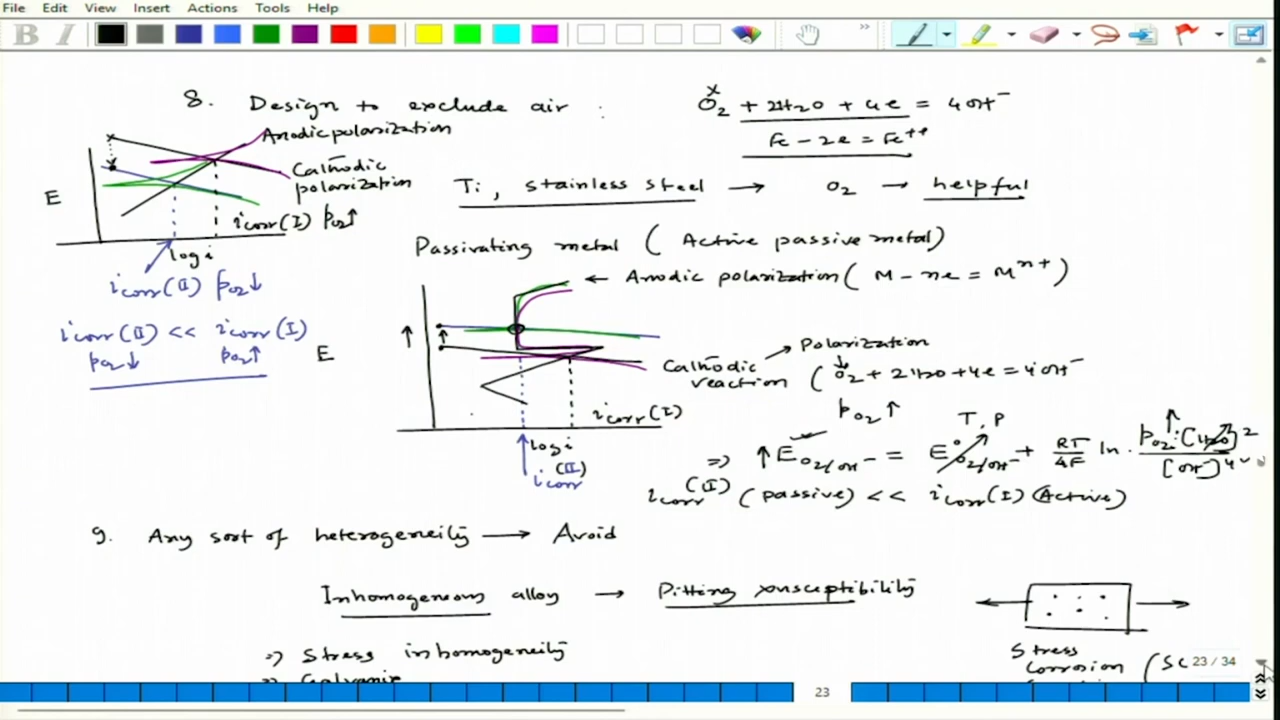 File Edit View Insert Actions Tools Help
B I
8. Design to exclude air :
O2 + 2H2O + 4e = 4OH−
Fe − 2e = Fe++
Anodic polarization
Cathodic polarization
E
log i
icorr(I) pO2↑
icorr(II) pO2↓
icorr(II) << icorr(I)
pO2↓ pO2↑
Ti, stainless steel → O2 → helpful
Passivating metal (Active passive metal)
← Anodic polarization (M − ne = M^n+)
E
Cathodic reaction → Polarization
(O2 + 2H2O + 4e = 4OH−
icorr(I)
log i
icorr(II)
pO2 ↑
T, P
⇒ ↑ E O2/OH− = E° O2/OH− + RT/4F ln pO2·[H2O]^2/[OH−]^4
icorr(II) (passive) << icorr(I) (Active)
9. Any sort of heterogeneity → Avoid
Inhomogeneous alloy → Pitting susceptibility
⇒ Stress inhomogeneity
⇒ Galvanic
Stress
Corrosion (SC
23 / 34
23